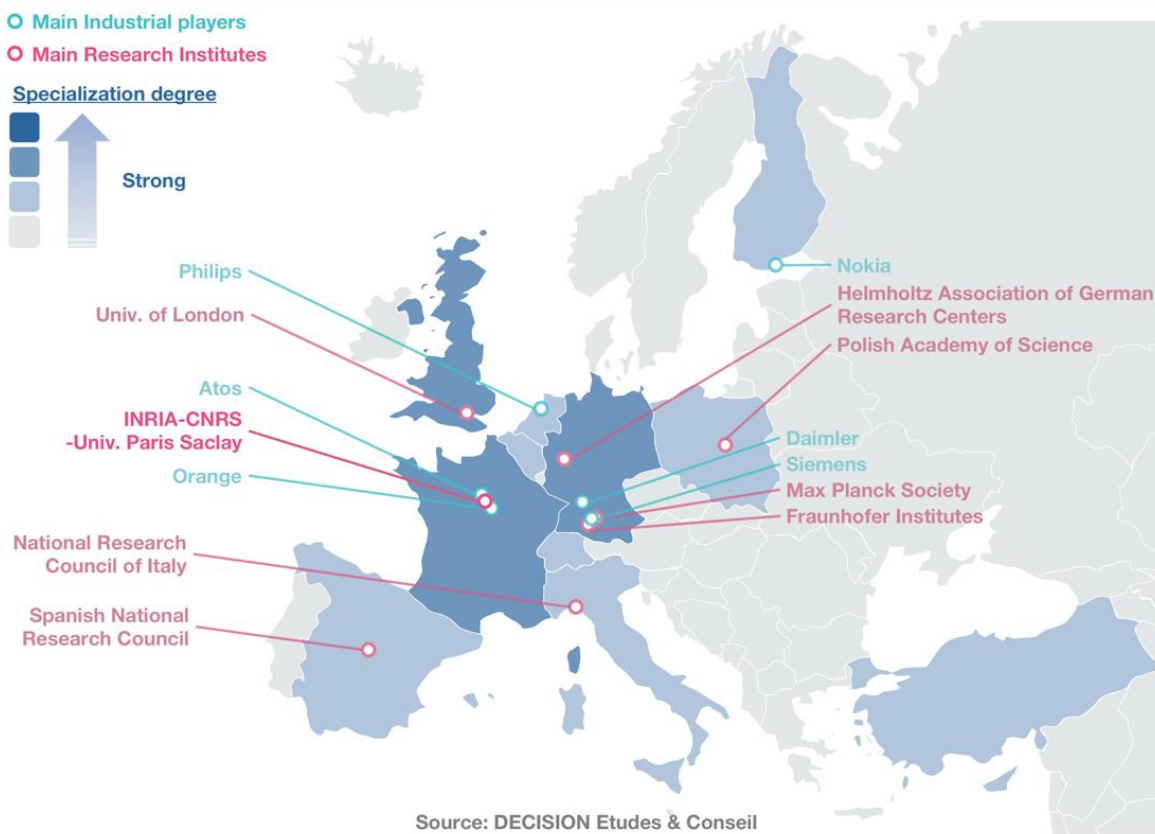 Main Industrial players
Main Research Institutes
Specialization degree
Strong
Philips
Univ. of London
Atos
INRIA-CNRS
-Univ. Paris Saclay
Orange
National Research
Council of Italy
Spanish National
Research Council
Nokia
Helmholtz Association of German
Research Centers
Polish Academy of Science
Daimler
Siemens
Max Planck Society
Fraunhofer Institutes
Source: DECISION Etudes & Conseil